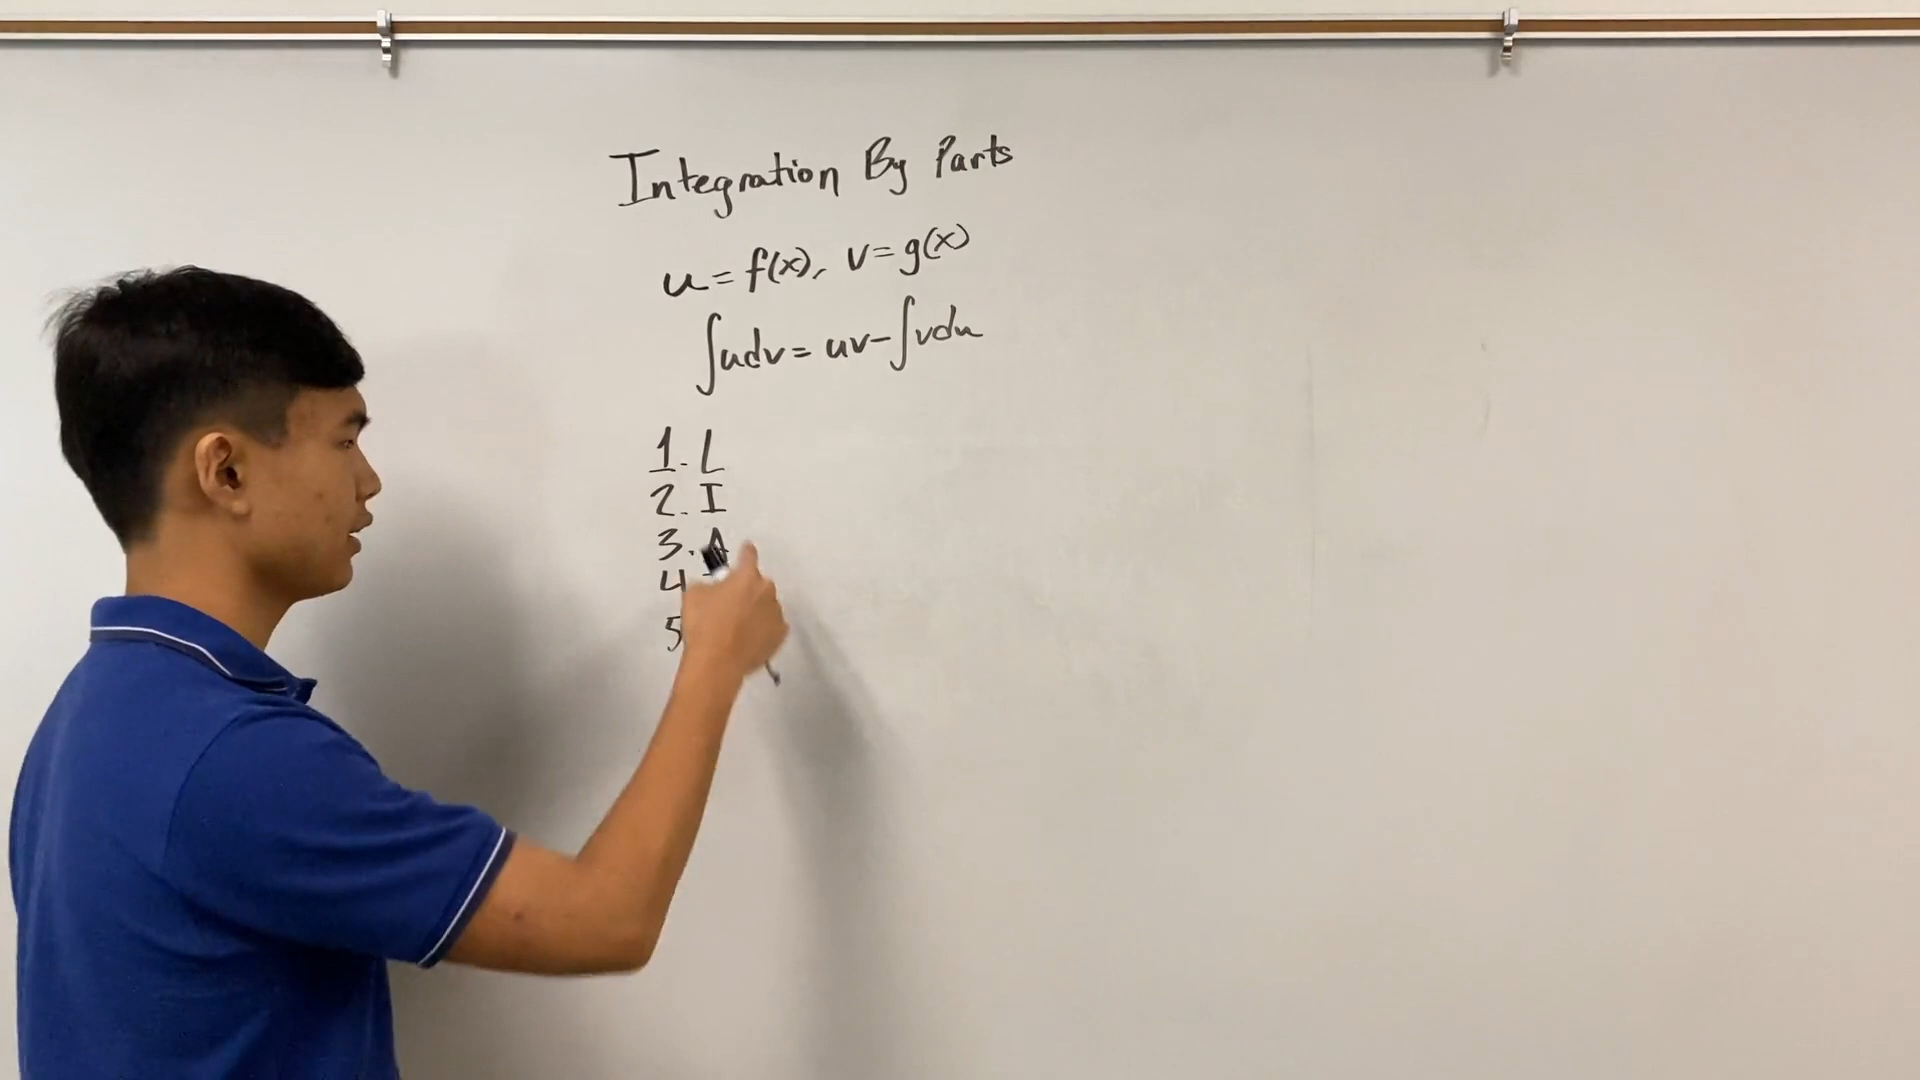 Integration By Parts
u = f(x), v = g(x)
∫udv = uv - ∫vdu
1. L
2. I
3. A
4
5